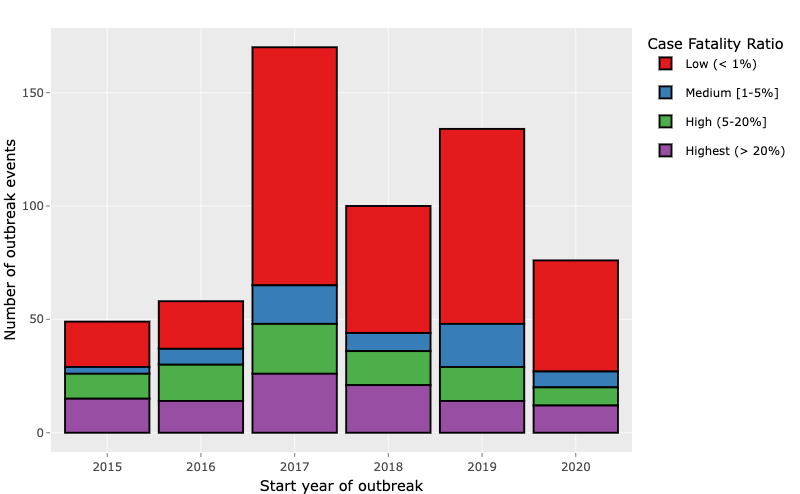 Case Fatality Ratio
Low (< 1%)
Medium [1-5%]
High (5-20%]
Highest (> 20%)
Number of outbreak events
150
100
50
0
2015 2016 2017 2018 2019 2020
Start year of outbreak